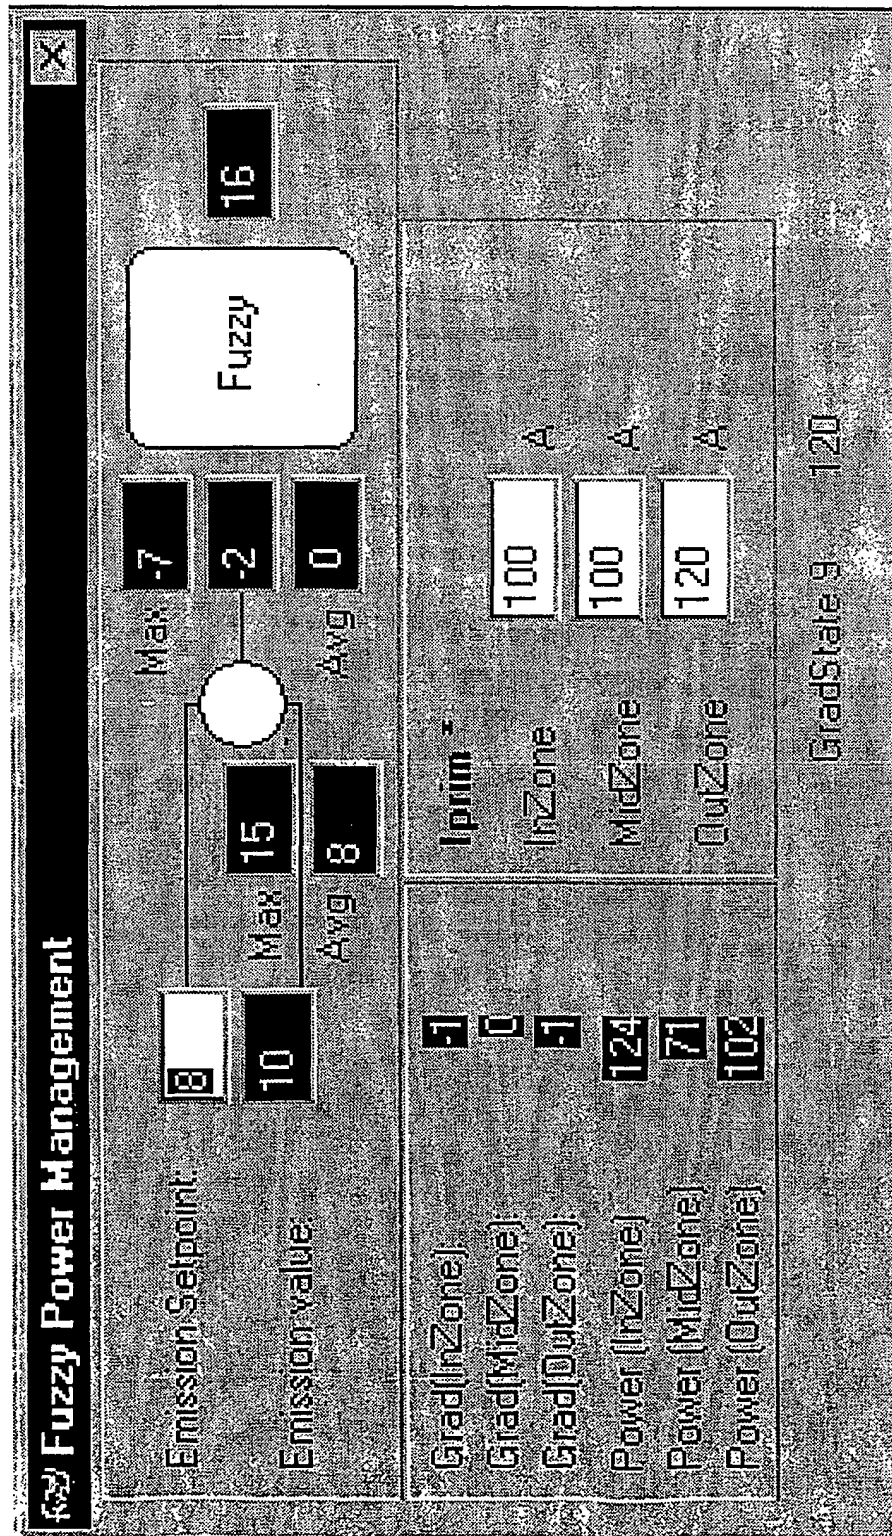 Fuzzy Power Management
Emission Setpoint: 8
Emission value: 10
Max 15
Avg 8
Max -7
-2
Avg 0
Fuzzy
16
Grad(InZone): -1
Grad(MidZone): 0
Grad(OutZone): -1
Power (InZone) 124
Power (MidZone) 71
Power (OutZone) 102
Iprim =
InZone 100 A
MidZone 100 A
OutZone 120 A
GradState 9 120